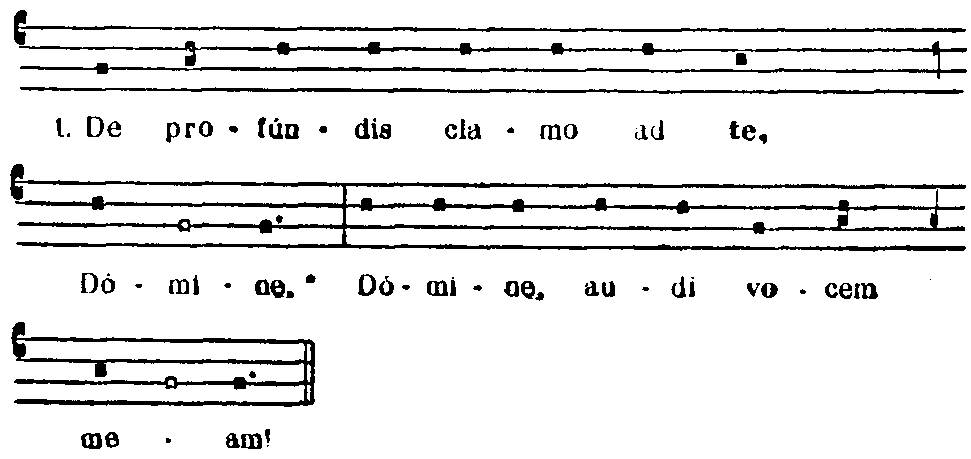 1. De pro - fún - dis cla - mo ad te,
Dó - mi - ne. * Dó - mi - ne, au - di vo - cem
me - am!